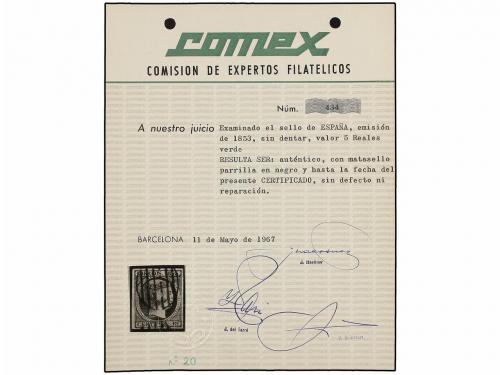 comex
COMISION DE EXPERTOS FILATELICOS
Núm. 434
A nuestro juicio Examinado el sello de ESPAÑA, emisión
de 1853, sin dentar, valor 5 Reales
verde
RESULTA SER: auténtico, con matasello
parrilla en negro y hasta la fecha del
presente CERTIFICADO, sin defecto ni
reparación.
BARCELONA 11 de Mayo de 1967
Nº 20